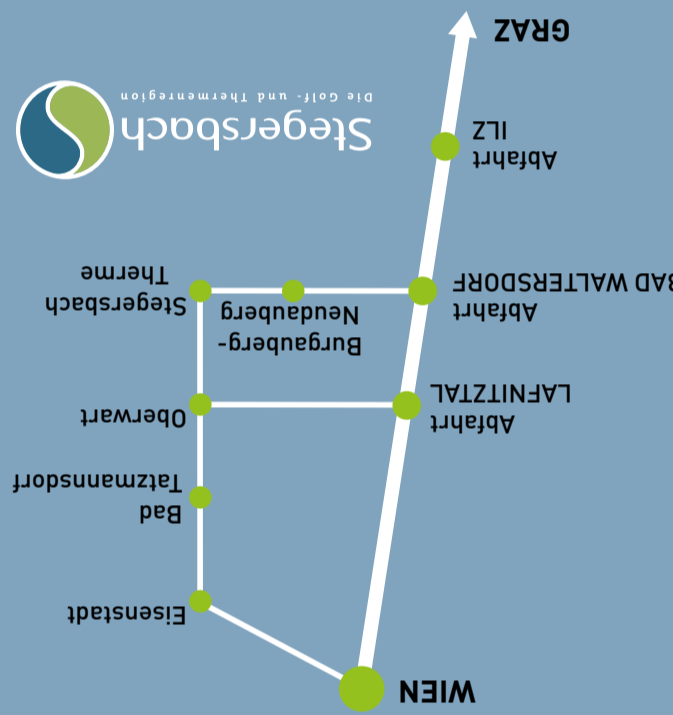 WIEN
Eisenstadt
Bad
Tatzmannsdorf
Abfahrt
LAFNITZTAL
Oberwart
Burgauberg-
Neudauberg
Abfahrt
BAD WALTERSDORF
Stegersbach
Therme
Abfahrt
ILZ
Stegersbach
Die Golf- und Thermenregion
GRAZ